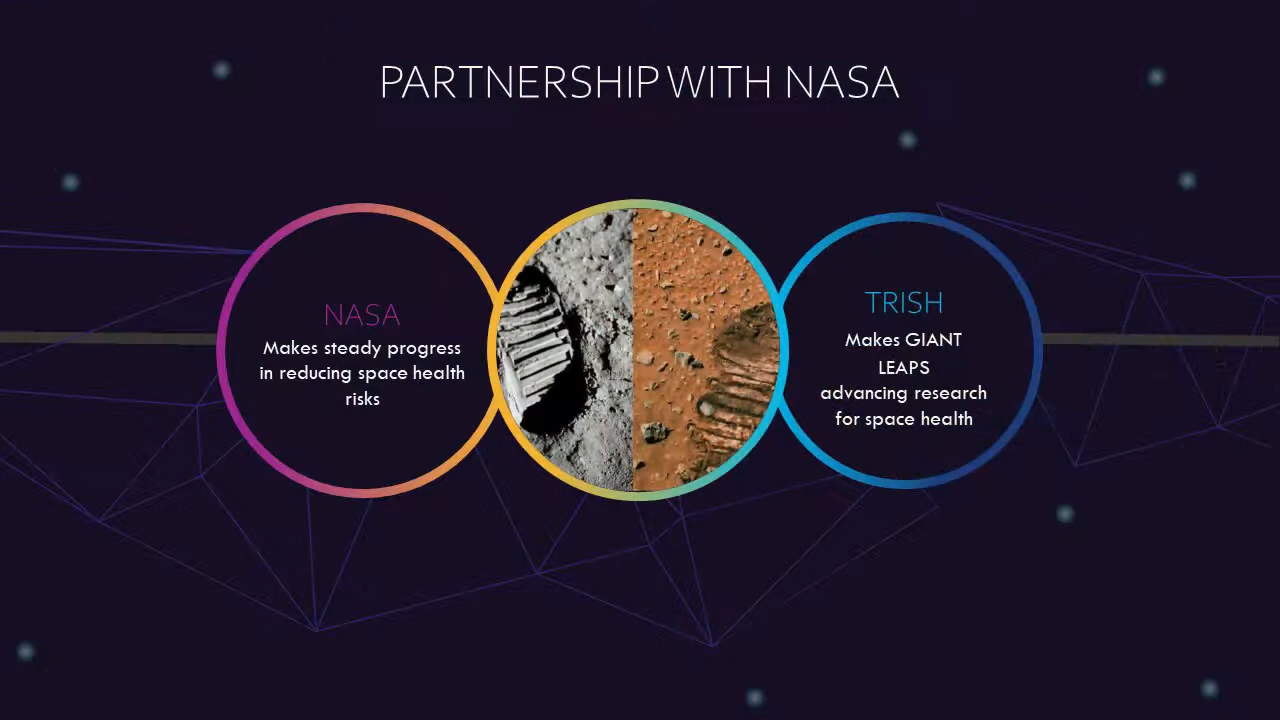 PARTNERSHIP WITH NASA
NASA
Makes steady progress
in reducing space health
risks
TRISH
Makes GIANT
LEAPS
advancing research
for space health